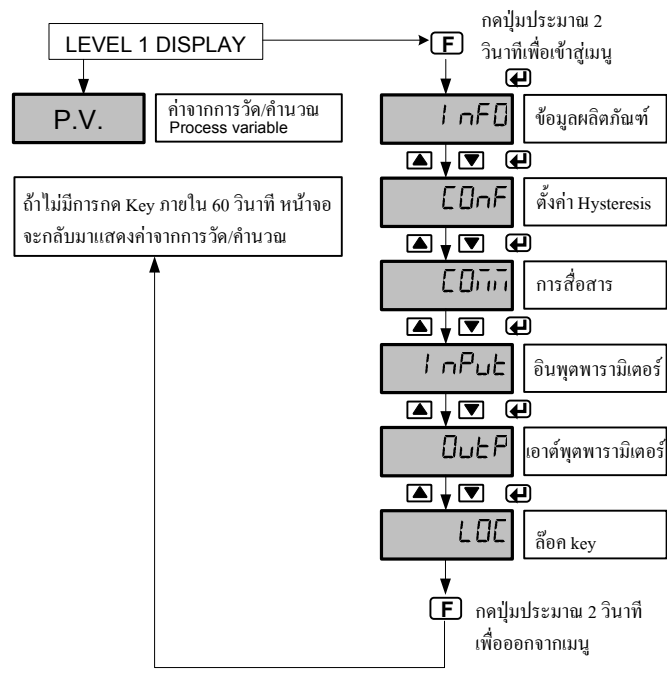 LEVEL 1 DISPLAY
F
กดปุ่มประมาณ 2
วินาทีเพื่อเข้าสู่เมนู
P.V.
ค่าจากการวัด/คำนวณ
Process variable
InFO
ข้อมูลผลิตภัณฑ์
COnF
ตั้งค่า Hysteresis
ถ้าไม่มีการกด Key ภายใน 60 วินาที หน้าจอ
จะกลับมาแสดงค่าจากการวัด/คำนวณ
COmm
การสื่อสาร
InPut
อินพุตพารามิเตอร์
OutP
เอาต์พุตพารามิเตอร์
LOC
ล๊อค key
F
กดปุ่มประมาณ 2 วินาที
เพื่อออกจากเมนู